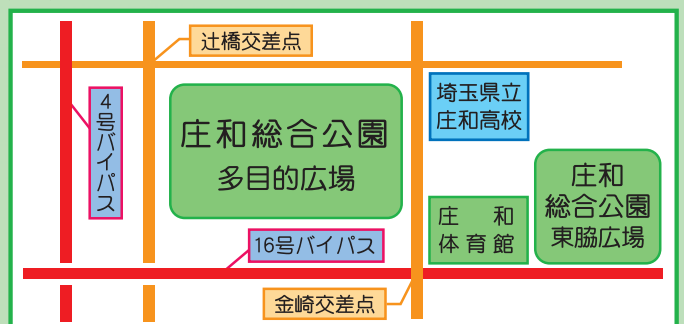 辻橋交差点
4号バイパス
庄和総合公園
多目的広場
埼玉県立
庄和高校
庄和
体育館
庄和
総合公園
東脇広場
16号バイパス
金崎交差点